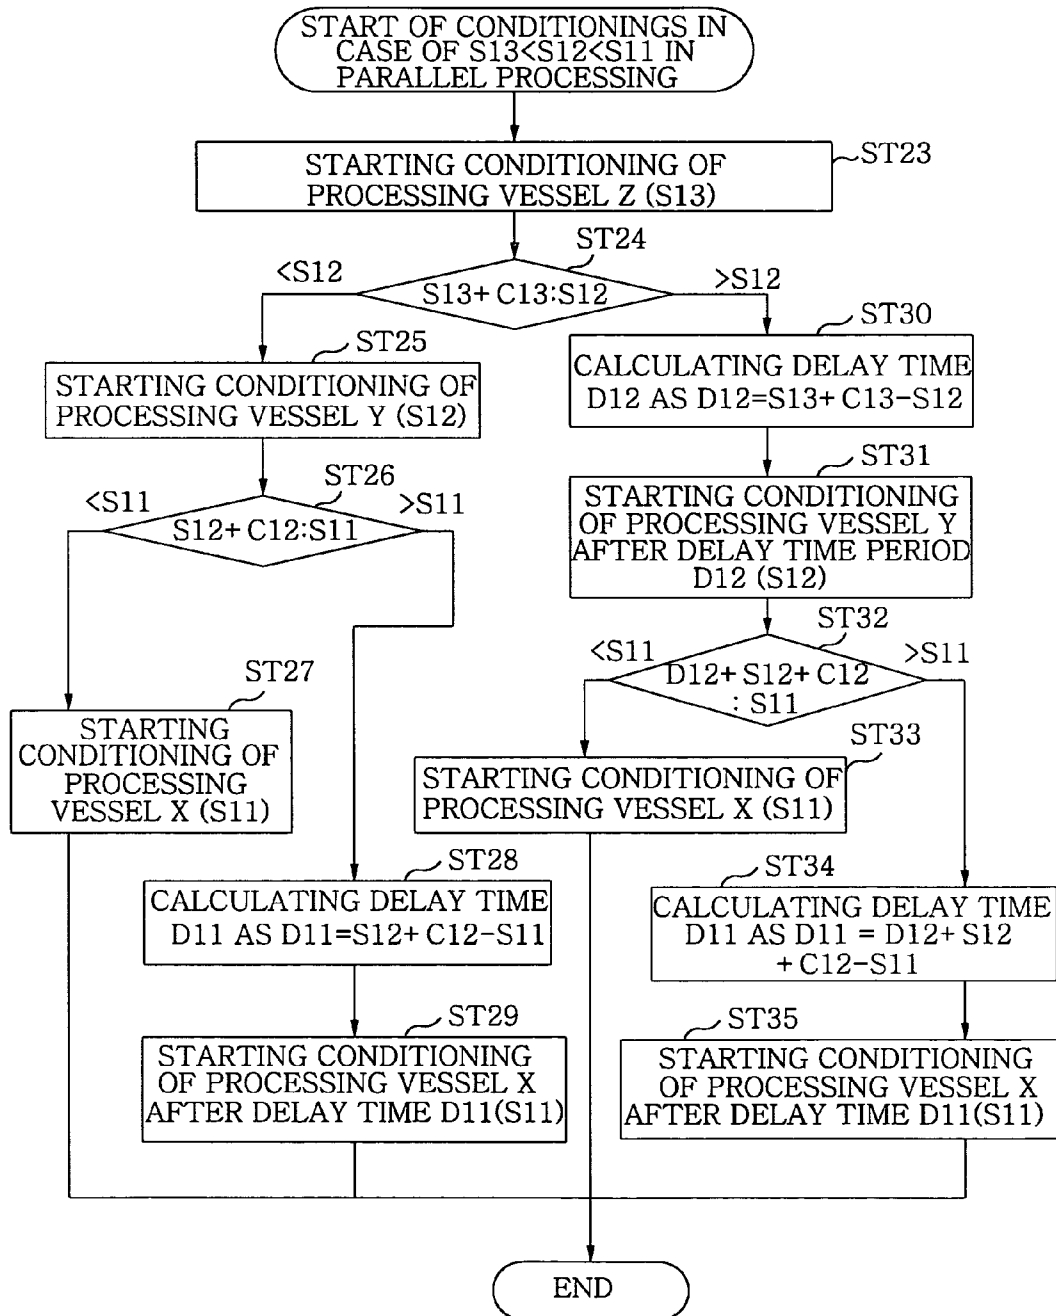 START OF CONDITIONINGS IN
CASE OF S13<S12<S11 IN
PARALLEL PROCESSING
ST23
STARTING CONDITIONING OF
PROCESSING VESSEL Z (S13)
ST24
<S12
S13+ C13:S12
>S12
ST25
STARTING CONDITIONING OF
PROCESSING VESSEL Y (S12)
ST30
CALCULATING DELAY TIME
D12 AS D12=S13+ C13-S12
ST26
<S11
S12+ C12:S11
>S11
ST31
STARTING CONDITIONING
OF PROCESSING VESSEL Y
AFTER DELAY TIME PERIOD
D12 (S12)
ST32
<S11
D12+ S12+ C12
: S11
>S11
ST27
STARTING
CONDITIONING OF
PROCESSING
VESSEL X (S11)
ST33
STARTING CONDITIONING OF
PROCESSING VESSEL X (S11)
ST28
CALCULATING DELAY TIME
D11 AS D11=S12+ C12-S11
ST34
CALCULATING DELAY TIME
D11 AS D11 = D12+ S12
+ C12-S11
ST29
STARTING CONDITIONING
OF PROCESSING VESSEL X
AFTER DELAY TIME D11(S11)
ST35
STARTING CONDITIONING
OF PROCESSING VESSEL X
AFTER DELAY TIME D11(S11)
END